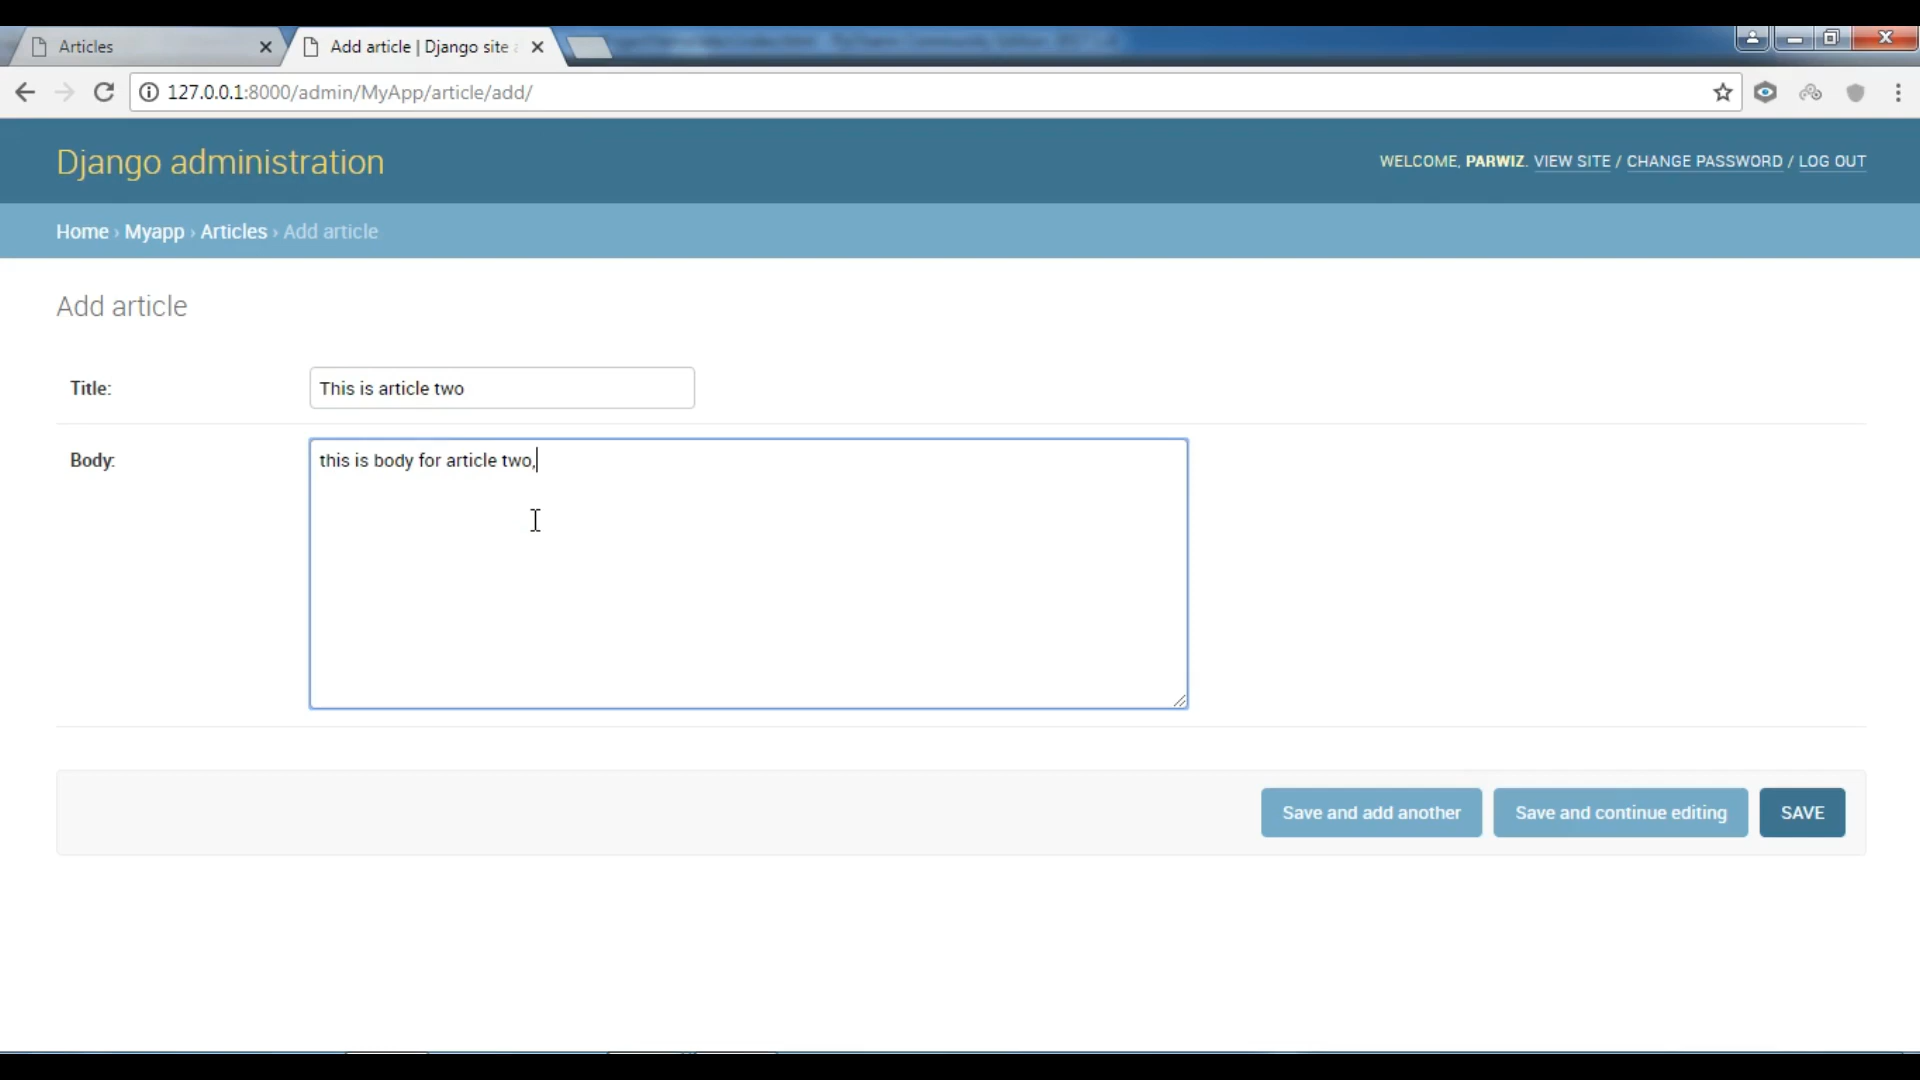 Articles
Add article | Django site
127.0.0.1:8000/admin/MyApp/article/add/
Django administration
WELCOME, PARWIZ. VIEW SITE / CHANGE PASSWORD / LOG OUT
Home › Myapp › Articles › Add article
Add article
Title:
This is article two
Body:
this is body for article two,
Save and add another
Save and continue editing
SAVE